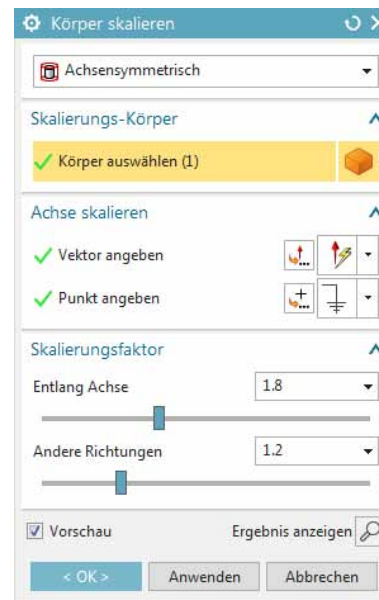 Körper skalieren
Achsensymmetrisch
Skalierungs-Körper
Körper auswählen (1)
Achse skalieren
Vektor angeben
Punkt angeben
Skalierungsfaktor
Entlang Achse 1.8
Andere Richtungen 1.2
Vorschau Ergebnis anzeigen
< OK > Anwenden Abbrechen